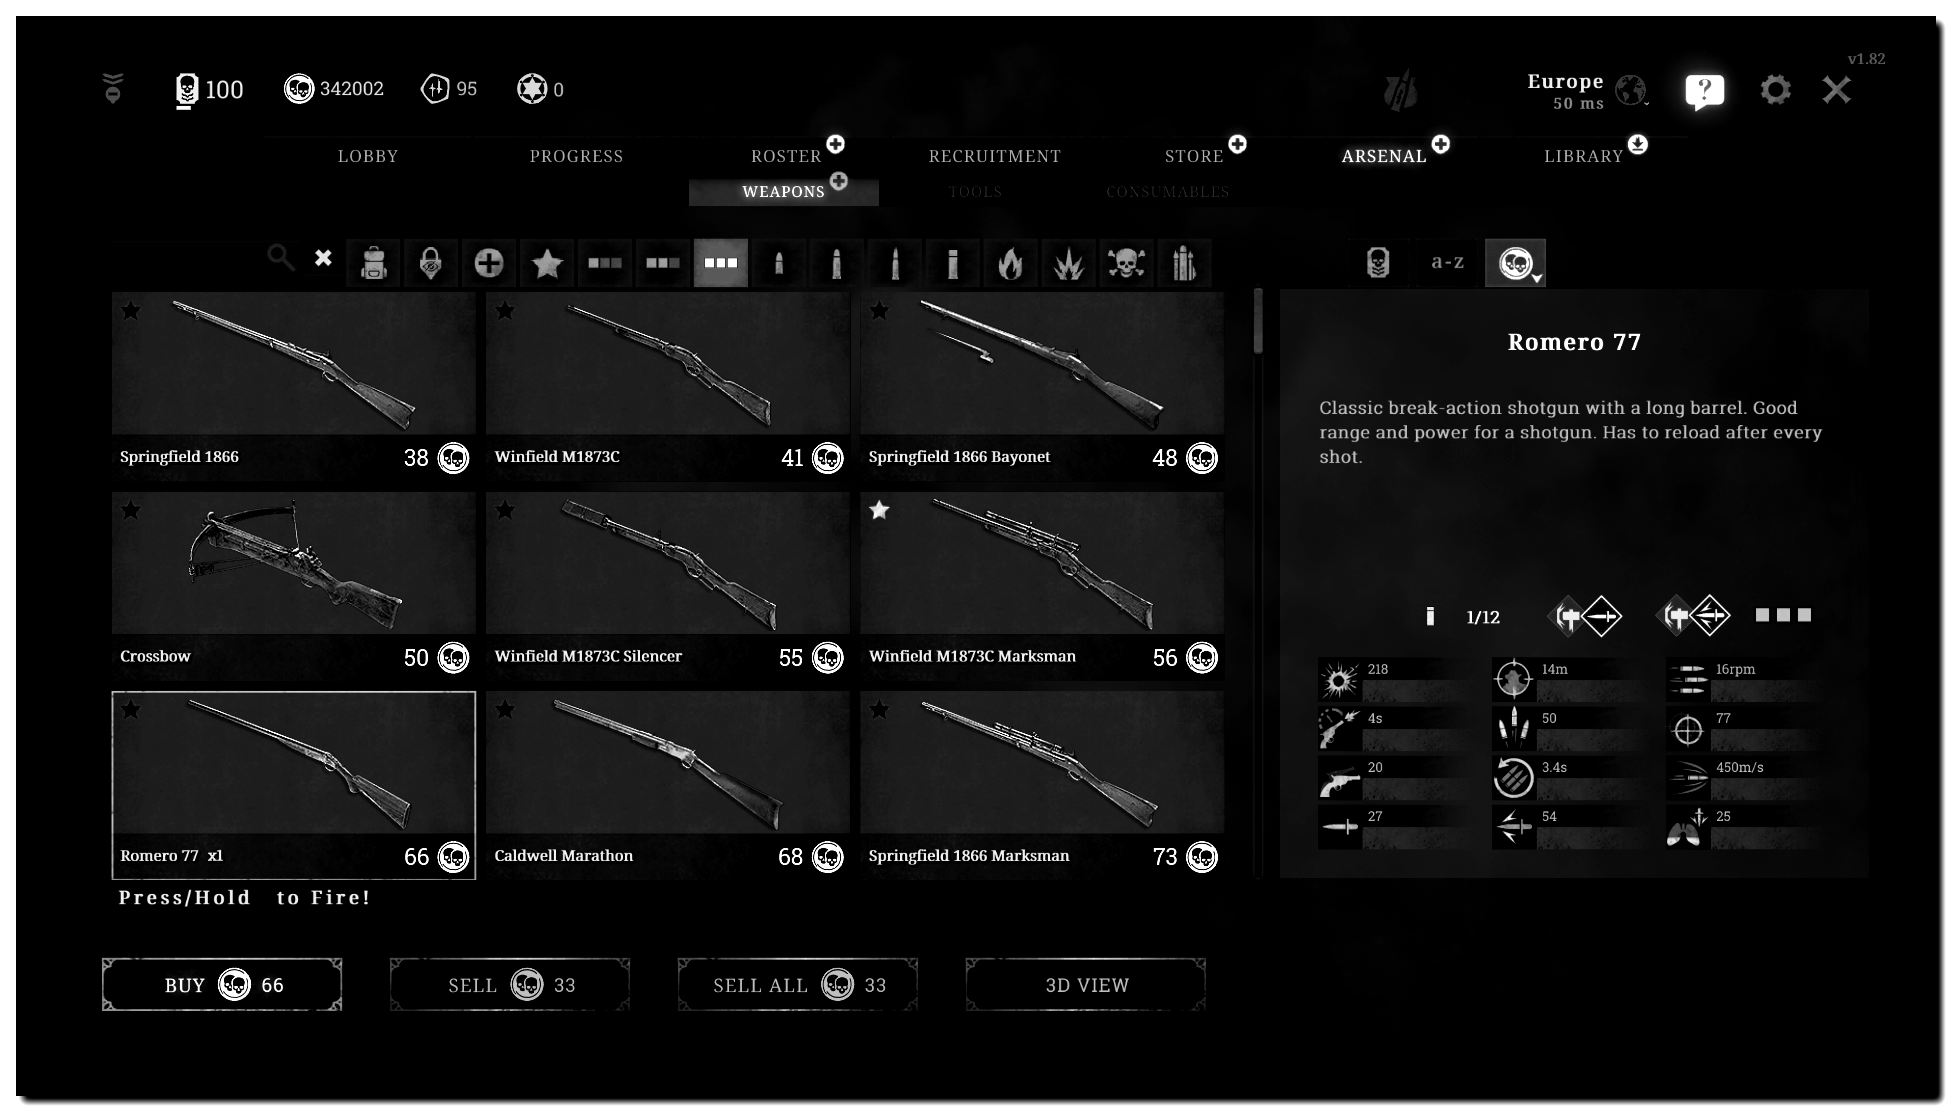 v1.82
100 342002 95 0 Europe
50 ms ?
LOBBY PROGRESS ROSTER RECRUITMENT STORE ARSENAL LIBRARY
WEAPONS TOOLS CONSUMABLES
a-z
Springfield 1866 38 Winfield M1873C 41 Springfield 1866 Bayonet 48
Crossbow 50 Winfield M1873C Silencer 55 Winfield M1873C Marksman 56
Romero 77 x1 66 Caldwell Marathon 68 Springfield 1866 Marksman 73
Press/Hold to Fire!
BUY 66 SELL 33 SELL ALL 33 3D VIEW
Romero 77
Classic break-action shotgun with a long barrel. Good
range and power for a shotgun. Has to reload after every
shot.
1/12
218 14m 16rpm
4s 50 77
20 3.4s 450m/s
27 54 25